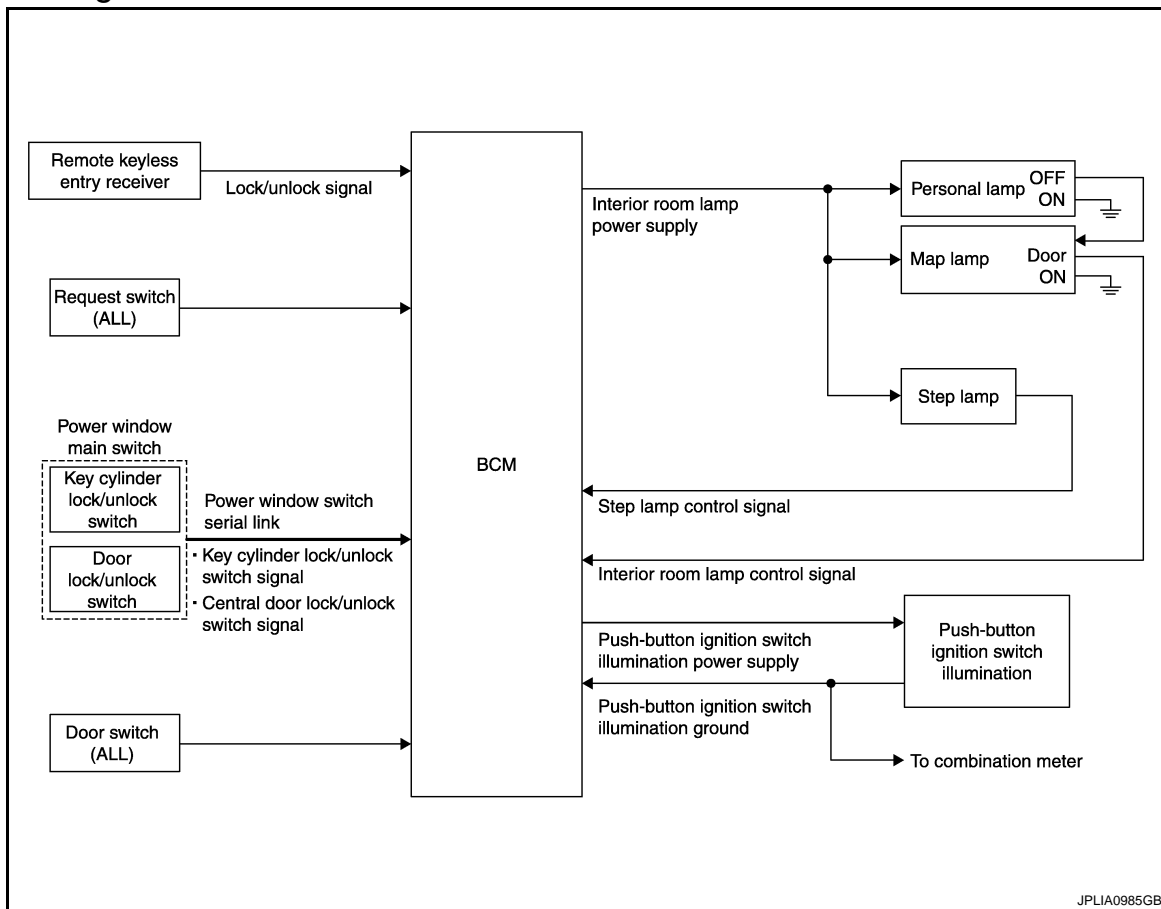 Remote keyless
entry receiver
Lock/unlock signal
Request switch
(ALL)
Power window
main switch
Key cylinder
lock/unlock
switch
Door
lock/unlock
switch
Power window switch
serial link
· Key cylinder lock/unlock
switch signal
· Central door lock/unlock
switch signal
Door switch
(ALL)
BCM
Interior room lamp
power supply
Personal lamp
OFF
ON
Map lamp
Door
ON
Step lamp
Step lamp control signal
Interior room lamp control signal
Push-button ignition switch
illumination power supply
Push-button
ignition switch
illumination
Push-button ignition switch
illumination ground
To combination meter
JPLIA0985GB